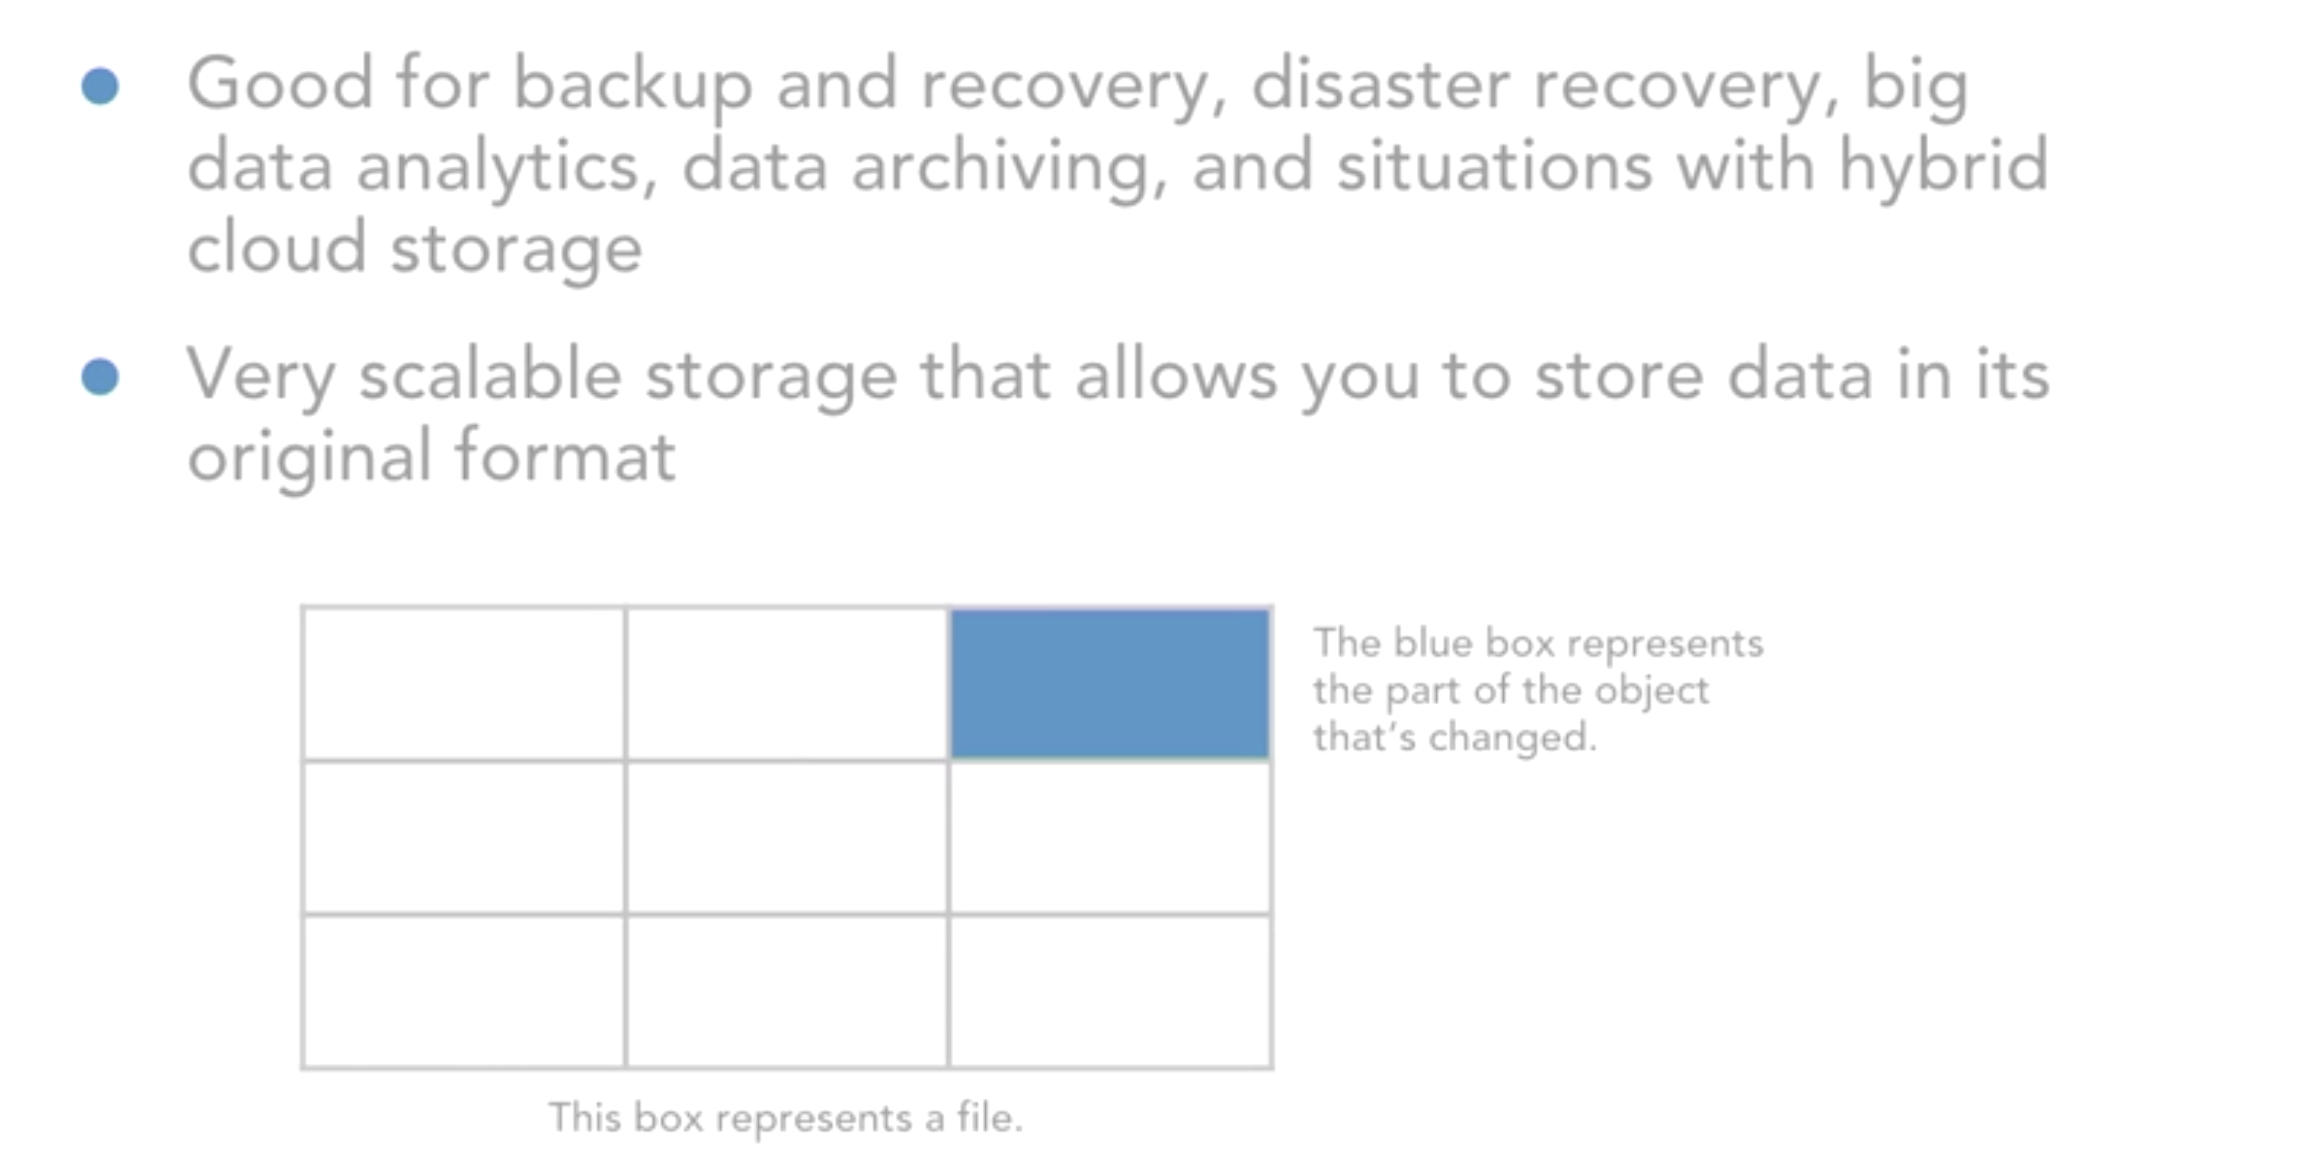 Good for backup and recovery, disaster recovery, big
data analytics, data archiving, and situations with hybrid
cloud storage
Very scalable storage that allows you to store data in its
original format
The blue box represents
the part of the object
that's changed.
This box represents a file.